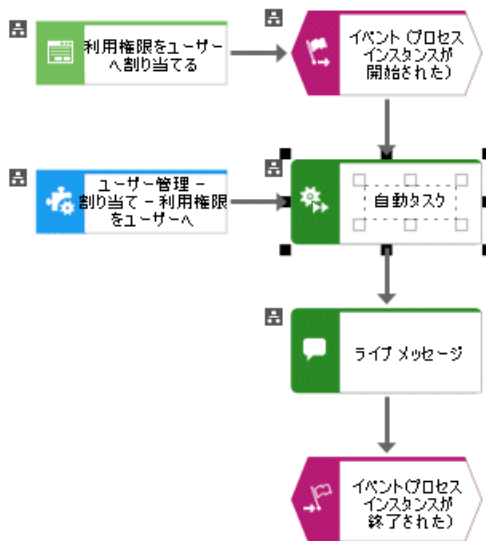 利用権限をユーザー
へ割り当てる
イベント (プロセス
インスタンスが
開始された)
ユーザー管理 -
割り当て - 利用権限
をユーザーへ
自動タスク
ライブ メッセージ
イベント(プロセス
インスタンスが
終了された)